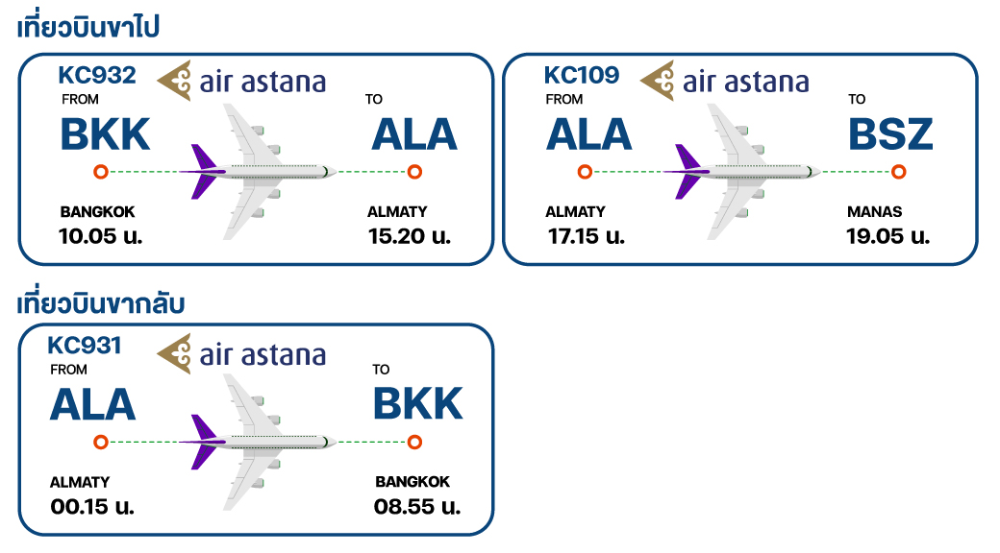 เที่ยวบินขาไป
KC932 air astana
FROM TO
BKK ALA
BANGKOK ALMATY
10.05 น. 15.20 น.
KC109 air astana
FROM TO
ALA BSZ
ALMATY MANAS
17.15 น. 19.05 น.
เที่ยวบินขากลับ
KC931 air astana
FROM TO
ALA BKK
ALMATY BANGKOK
00.15 น. 08.55 น.